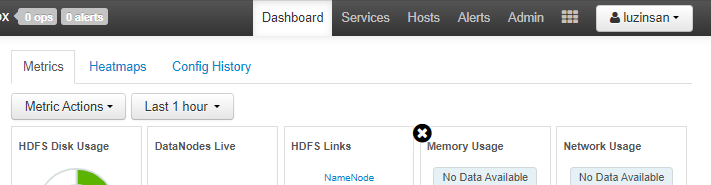 ox 0 ops 0 alerts Dashboard Services Hosts Alerts Admin luzinsan
Metrics Heatmaps Config History
Metric Actions Last 1 hour
HDFS Disk Usage DataNodes Live HDFS Links Memory Usage Network Usage
NameNode No Data Available No Data Available